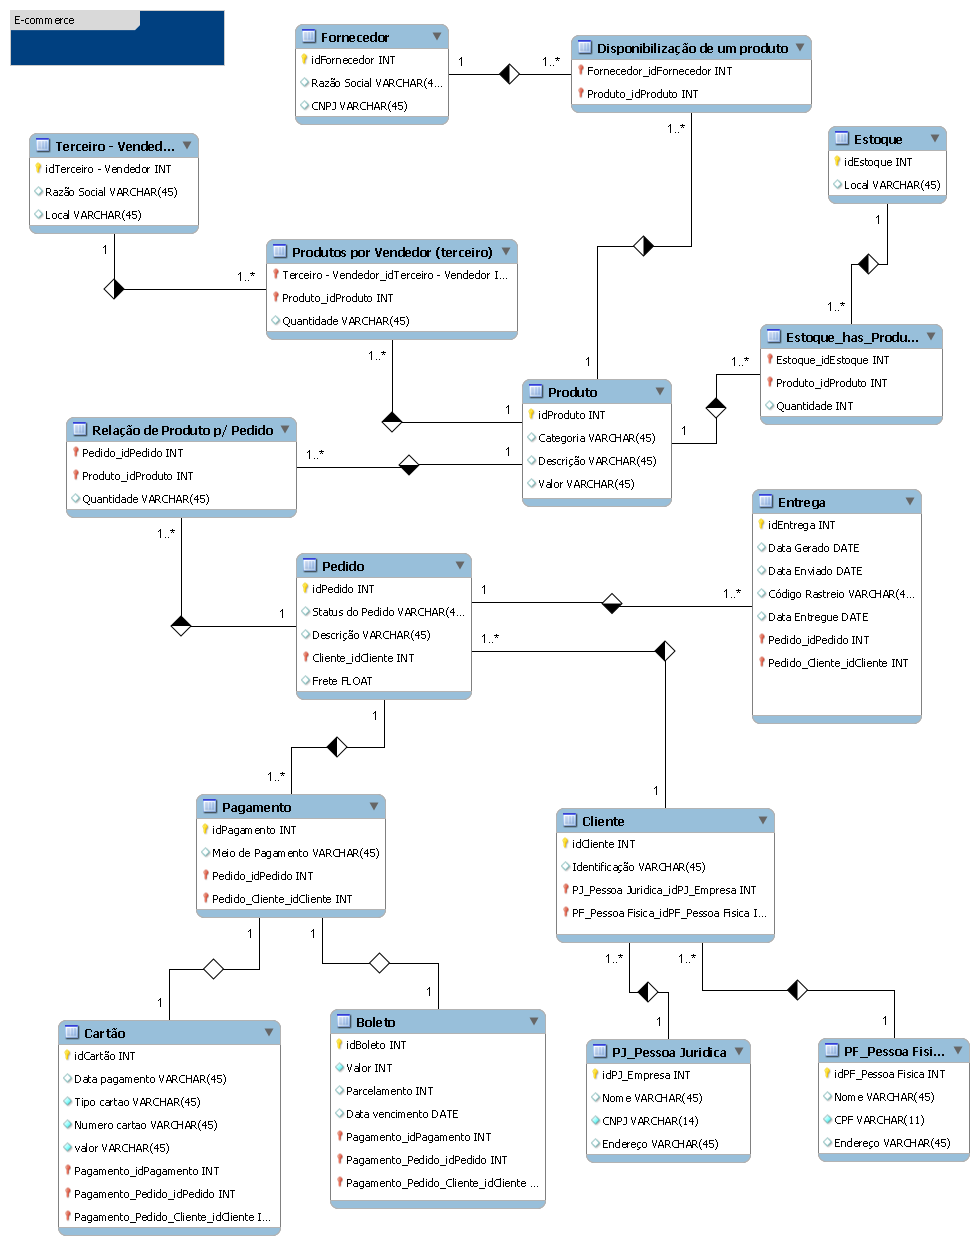 E-commerce
Fornecedor
idFornecedor INT
Razão Social VARCHAR(4...
CNPJ VARCHAR(45)
1
1..*
Disponibilização de um produto
Fornecedor_idFornecedor INT
Produto_idProduto INT
1..*
1
Terceiro - Vended...
idTerceiro - Vendedor INT
Razão Social VARCHAR(45)
Local VARCHAR(45)
1
1..*
Estoque
idEstoque INT
Local VARCHAR(45)
1
1..*
Produtos por Vendedor (terceiro)
Terceiro - Vendedor_idTerceiro - Vendedor I...
Produto_idProduto INT
Quantidade VARCHAR(45)
1..*
1
Estoque_has_Produ...
Estoque_idEstoque INT
Produto_idProduto INT
Quantidade INT
1..*
1
Produto
idProduto INT
Categoria VARCHAR(45)
Descrição VARCHAR(45)
Valor VARCHAR(45)
Relação de Produto p/ Pedido
Pedido_idPedido INT
Produto_idProduto INT
Quantidade VARCHAR(45)
1..*
1
1..*
1
Entrega
idEntrega INT
Data Gerado DATE
Data Enviado DATE
Código Rastreio VARCHAR(4...
Data Entregue DATE
Pedido_idPedido INT
Pedido_Cliente_idCliente INT
Pedido
idPedido INT
Status do Pedido VARCHAR(4...
Descrição VARCHAR(45)
Cliente_idCliente INT
Frete FLOAT
1
1..*
1..*
1
1
1..*
Pagamento
idPagamento INT
Meio de Pagamento VARCHAR(45)
Pedido_idPedido INT
Pedido_Cliente_idCliente INT
1
1
1
1
Cliente
idCliente INT
Identificação VARCHAR(45)
PJ_Pessoa Juridica_idPJ_Empresa INT
PF_Pessoa Fisica_idPF_Pessoa Fisica I...
1..*
1..*
1
1
Cartão
idCartão INT
Data pagamento VARCHAR(45)
Tipo cartao VARCHAR(45)
Numero cartao VARCHAR(45)
valor VARCHAR(45)
Pagamento_idPagamento INT
Pagamento_Pedido_idPedido INT
Pagamento_Pedido_Cliente_idCliente I...
Boleto
idBoleto INT
Valor INT
Parcelamento INT
Data vencimento DATE
Pagamento_idPagamento INT
Pagamento_Pedido_idPedido INT
Pagamento_Pedido_Cliente_idCliente ...
PJ_Pessoa Juridica
idPJ_Empresa INT
Nome VARCHAR(45)
CNPJ VARCHAR(14)
Endereço VARCHAR(45)
PF_Pessoa Fisi...
idPF_Pessoa Fisica INT
Nome VARCHAR(45)
CPF VARCHAR(11)
Endereço VARCHAR(45)